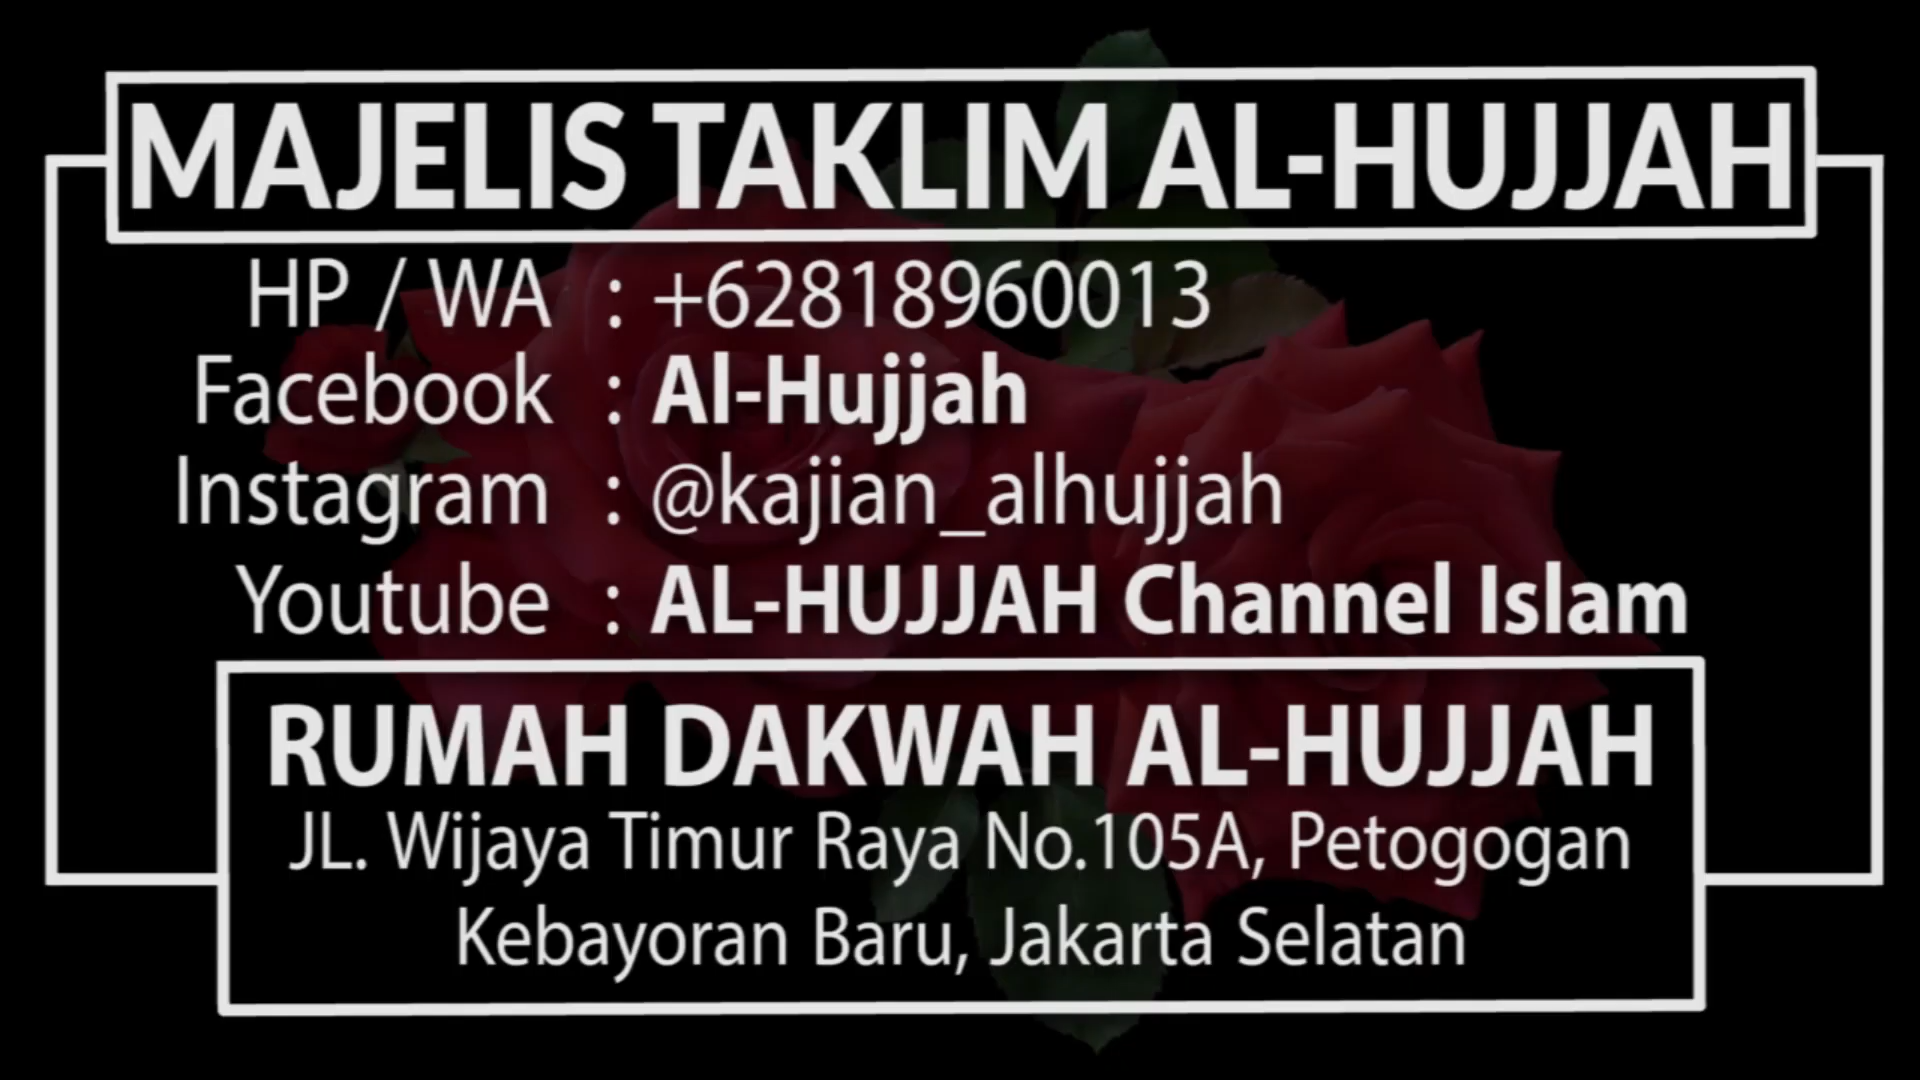 MAJELIS TAKLIM AL-HUJJAH
HP / WA : +62818960013
Facebook : Al-Hujjah
Instagram : @kajian_alhujjah
Youtube : AL-HUJJAH Channel Islam
RUMAH DAKWAH AL-HUJJAH
JL. Wijaya Timur Raya No.105A, Petogogan
Kebayoran Baru, Jakarta Selatan